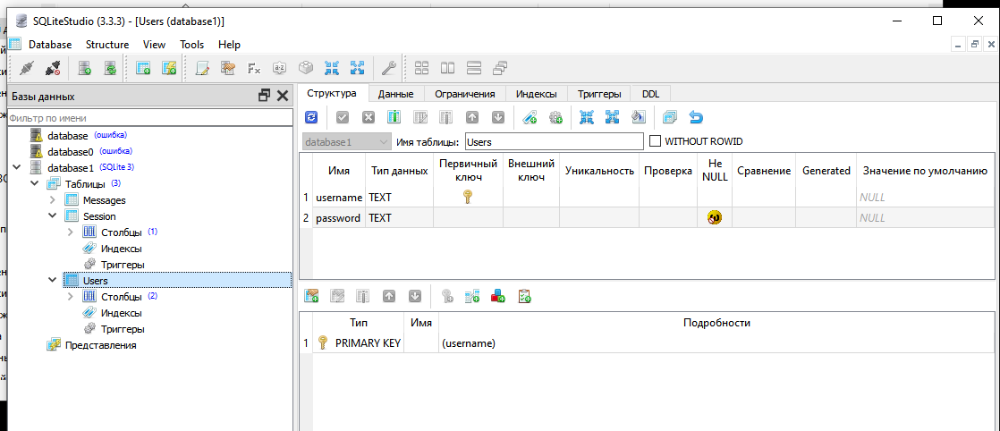 SQLiteStudio (3.3.3) - [Users (database1)]
Database Structure View Tools Help
Базы данных
Фильтр по имени
database (ошибка)
database0 (ошибка)
database1 (SQLite 3)
Таблицы (3)
Messages
Session
Столбцы (1)
Индексы
Триггеры
Users
Столбцы (2)
Индексы
Триггеры
Представления
Структура Данные Ограничения Индексы Триггеры DDL
database1 Имя таблицы: Users WITHOUT ROWID
Имя Тип данных Первичный ключ Внешний ключ Уникальность Проверка Не NULL Сравнение Generated Значение по умолчанию
1 username TEXT NULL
2 password TEXT NULL
Тип Имя Подробности
1 PRIMARY KEY (username)